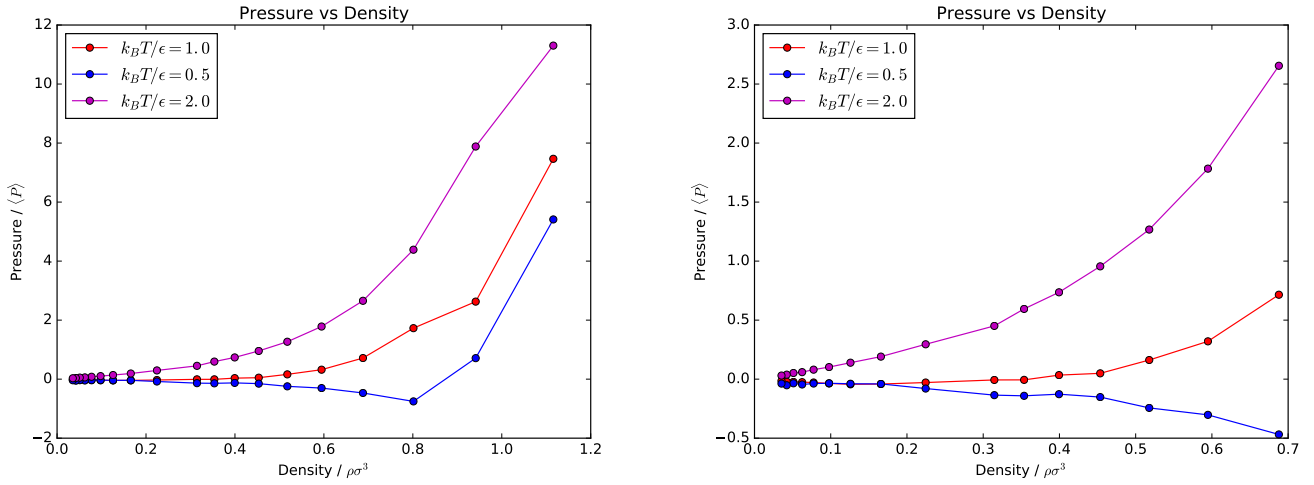 Pressure vs Density
12
10
8
6
4
2
0
−2
Pressure / ⟨P⟩
k_BT/ϵ = 1.0
k_BT/ϵ = 0.5
k_BT/ϵ = 2.0
0.0 0.2 0.4 0.6 0.8 1.0 1.2
Density / ρσ³
Pressure vs Density
3.0
2.5
2.0
1.5
1.0
0.5
0.0
−0.5
Pressure / ⟨P⟩
k_BT/ϵ = 1.0
k_BT/ϵ = 0.5
k_BT/ϵ = 2.0
0.0 0.1 0.2 0.3 0.4 0.5 0.6 0.7
Density / ρσ³